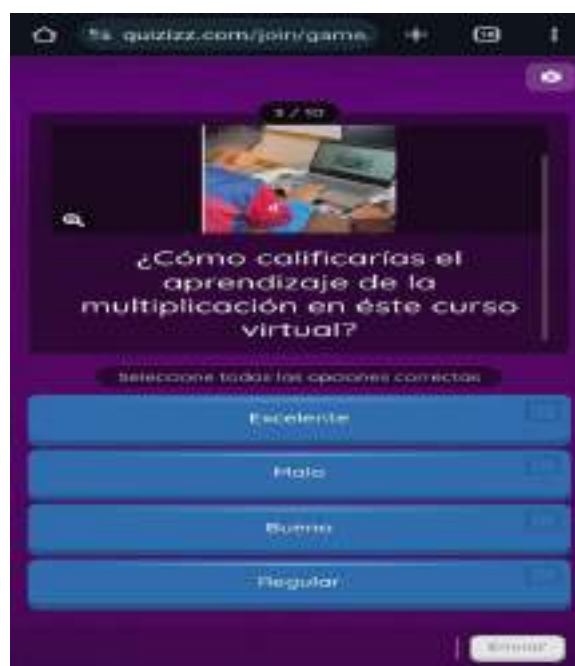 quizizz.com/join/game
¿Cómo calificarías el
aprendizaje de la
multiplicación en éste curso
virtual?
Seleccione todas las opciones correctas
Excelente
Malo
Bueno
Regular
Enviar